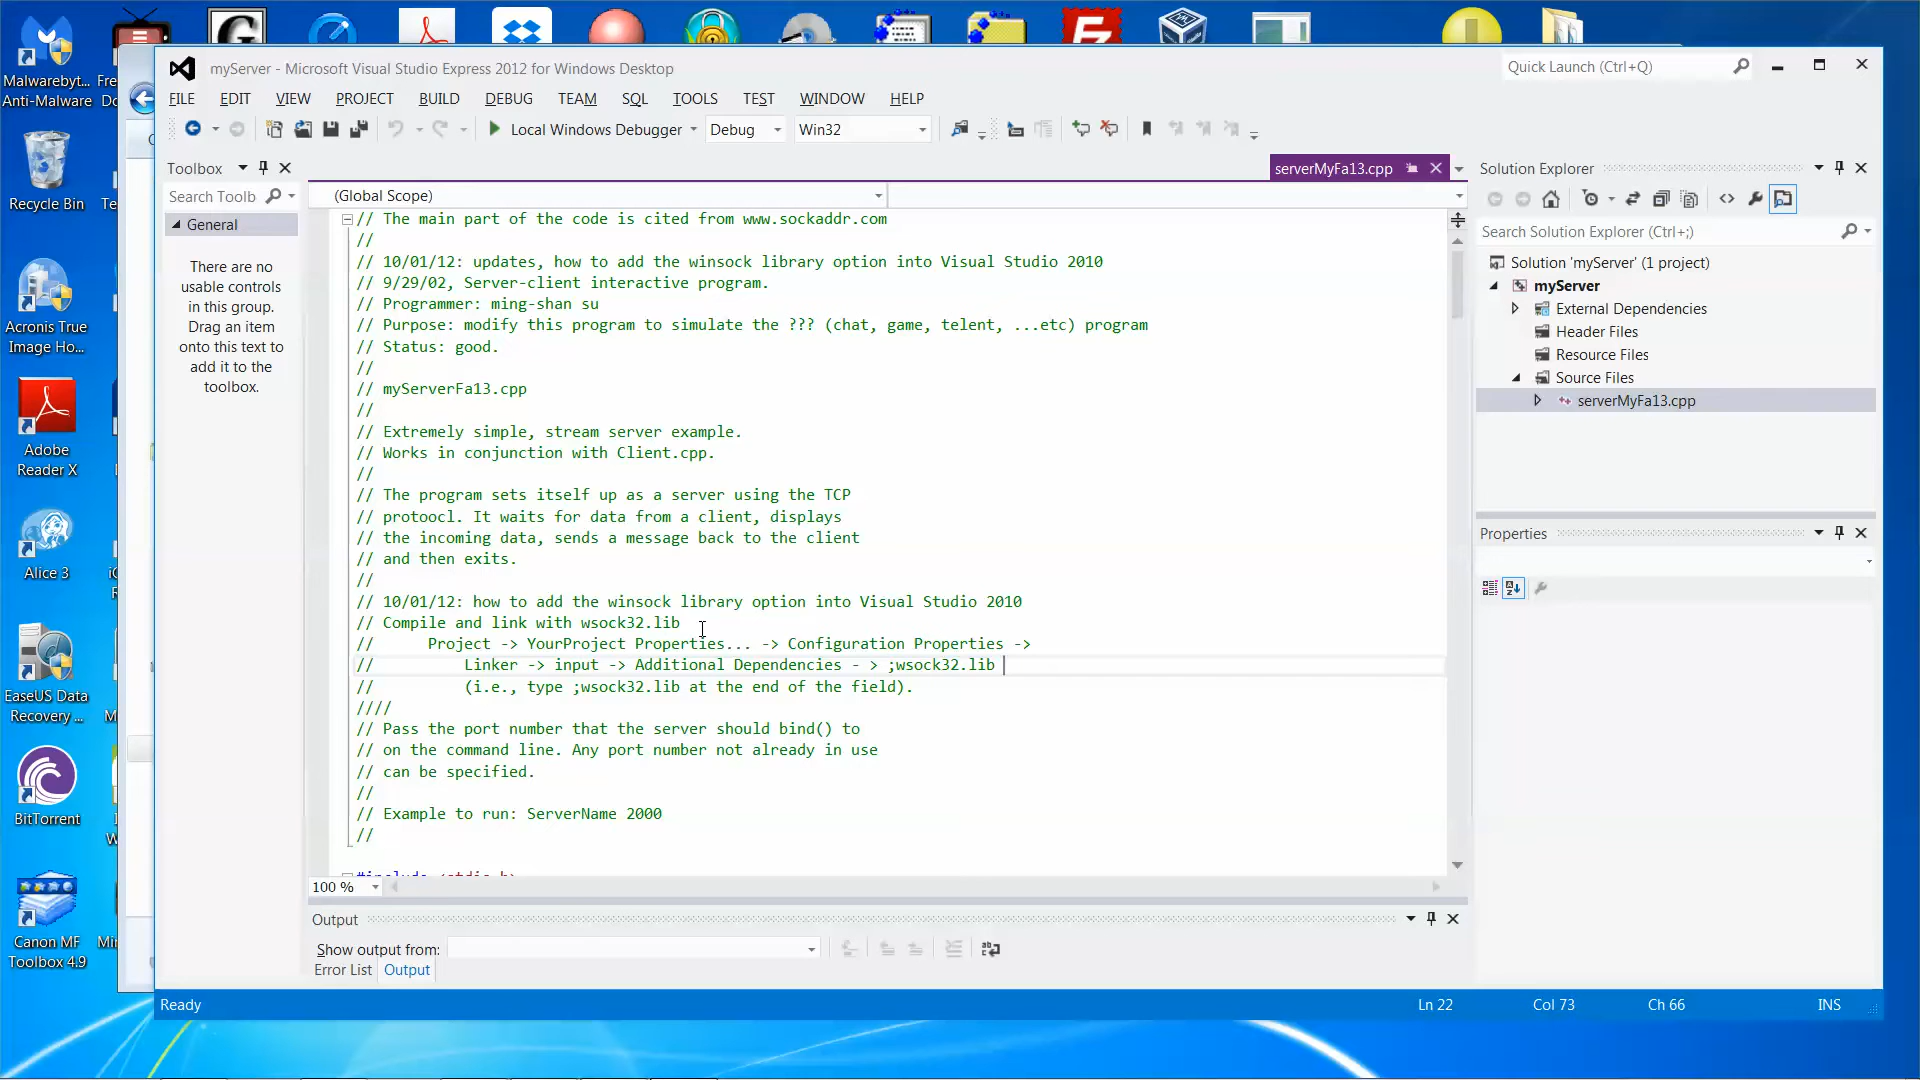 myServer - Microsoft Visual Studio Express 2012 for Windows Desktop
Quick Launch (Ctrl+Q)
FILE EDIT VIEW PROJECT BUILD DEBUG TEAM SQL TOOLS TEST WINDOW HELP
Local Windows Debugger Debug Win32
Toolbox
Search Toolb
General
There are no
usable controls
in this group.
Drag an item
onto this text to
add it to the
toolbox.
serverMyFa13.cpp
(Global Scope)
// The main part of the code is cited from www.sockaddr.com
//
// 10/01/12: updates, how to add the winsock library option into Visual Studio 2010
// 9/29/02, Server-client interactive program.
// Programmer: ming-shan su
// Purpose: modify this program to simulate the ??? (chat, game, telent, ...etc) program
// Status: good.
//
// myServerFa13.cpp
//
// Extremely simple, stream server example.
// Works in conjunction with Client.cpp.
//
// The program sets itself up as a server using the TCP
// protoocl. It waits for data from a client, displays
// the incoming data, sends a message back to the client
// and then exits.
//
// 10/01/12: how to add the winsock library option into Visual Studio 2010
// Compile and link with wsock32.lib
// Project -> YourProject Properties... -> Configuration Properties ->
// Linker -> input -> Additional Dependencies - > ;wsock32.lib
// (i.e., type ;wsock32.lib at the end of the field).
////
// Pass the port number that the server should bind() to
// on the command line. Any port number not already in use
// can be specified.
//
// Example to run: ServerName 2000
//
100 %
Output
Show output from:
Error List Output
Solution Explorer
Search Solution Explorer (Ctrl+;)
Solution 'myServer' (1 project)
myServer
External Dependencies
Header Files
Resource Files
Source Files
serverMyFa13.cpp
Properties
Ready
Ln 22 Col 73 Ch 66 INS
Malwareby...
Anti-Malware
Recycle Bin
Acronis True
Image Ho...
Adobe
Reader X
Alice 3
EaseUS Data
Recovery ...
BitTorrent
Canon MF
Toolbox 4.9